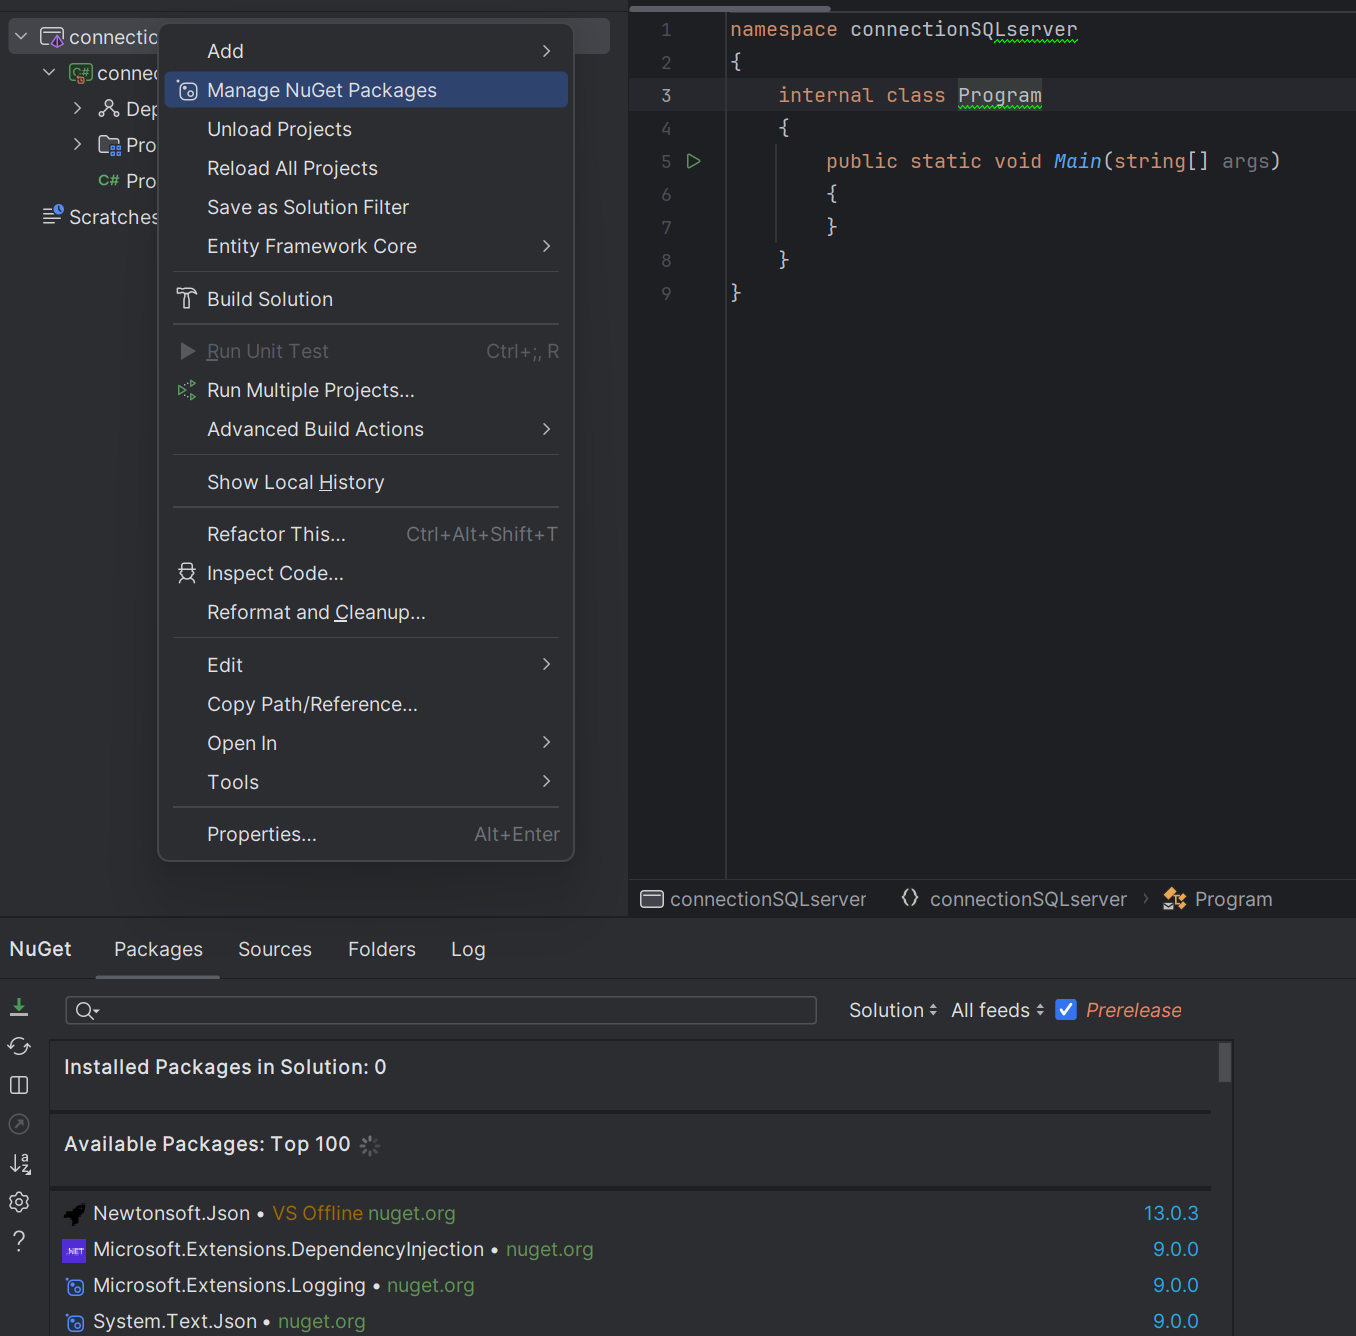 connectio
connec
Dep
Pro
C# Pro
Scratches
Add
Manage NuGet Packages
Unload Projects
Reload All Projects
Save as Solution Filter
Entity Framework Core
Build Solution
Run Unit Test Ctrl+;, R
Run Multiple Projects...
Advanced Build Actions
Show Local History
Refactor This... Ctrl+Alt+Shift+T
Inspect Code...
Reformat and Cleanup...
Edit
Copy Path/Reference...
Open In
Tools
Properties... Alt+Enter
1 namespace connectionSQLserver
2 {
3 internal class Program
4 {
5 public static void Main(string[] args)
6 {
7 }
8 }
9 }
connectionSQLserver {} connectionSQLserver › Program
NuGet Packages Sources Folders Log
Solution All feeds Prerelease
Installed Packages in Solution: 0
Available Packages: Top 100
Newtonsoft.Json • VS Offline nuget.org 13.0.3
.NET Microsoft.Extensions.DependencyInjection • nuget.org 9.0.0
Microsoft.Extensions.Logging • nuget.org 9.0.0
System.Text.Json • nuget.org 9.0.0